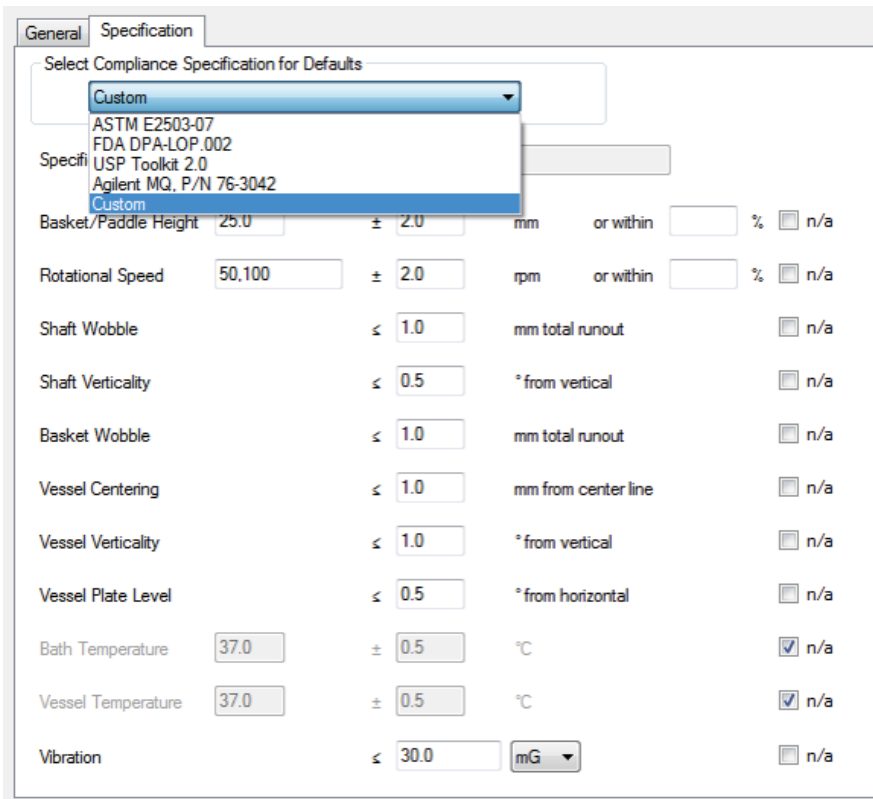 General Specification
Select Compliance Specification for Defaults
Custom
ASTM E2503-07
FDA DPA-LOP.002
USP Toolkit 2.0
Agilent MQ, P/N 76-3042
Custom
Specifi
Basket/Paddle Height 25.0 ± 2.0 mm or within % n/a
Rotational Speed 50,100 ± 2.0 rpm or within % n/a
Shaft Wobble ≤ 1.0 mm total runout n/a
Shaft Verticality ≤ 0.5 ° from vertical n/a
Basket Wobble ≤ 1.0 mm total runout n/a
Vessel Centering ≤ 1.0 mm from center line n/a
Vessel Verticality ≤ 1.0 ° from vertical n/a
Vessel Plate Level ≤ 0.5 ° from horizontal n/a
Bath Temperature 37.0 ± 0.5 °C n/a
Vessel Temperature 37.0 ± 0.5 °C n/a
Vibration ≤ 30.0 mG n/a